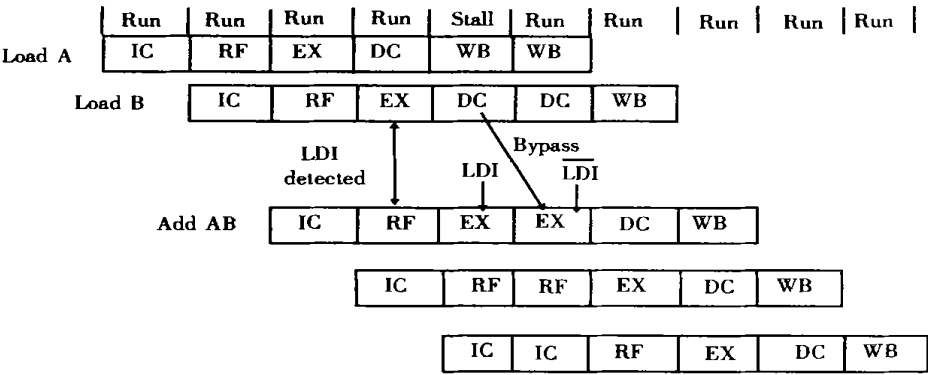 Run Run Run Run Stall Run Run Run Run Run
Load A IC RF EX DC WB WB
Load B IC RF EX DC DC WB
LDI detected
LDI
Bypass
L̅D̅I̅
Add AB IC RF EX EX DC WB
IC RF RF EX DC WB
IC IC RF EX DC WB